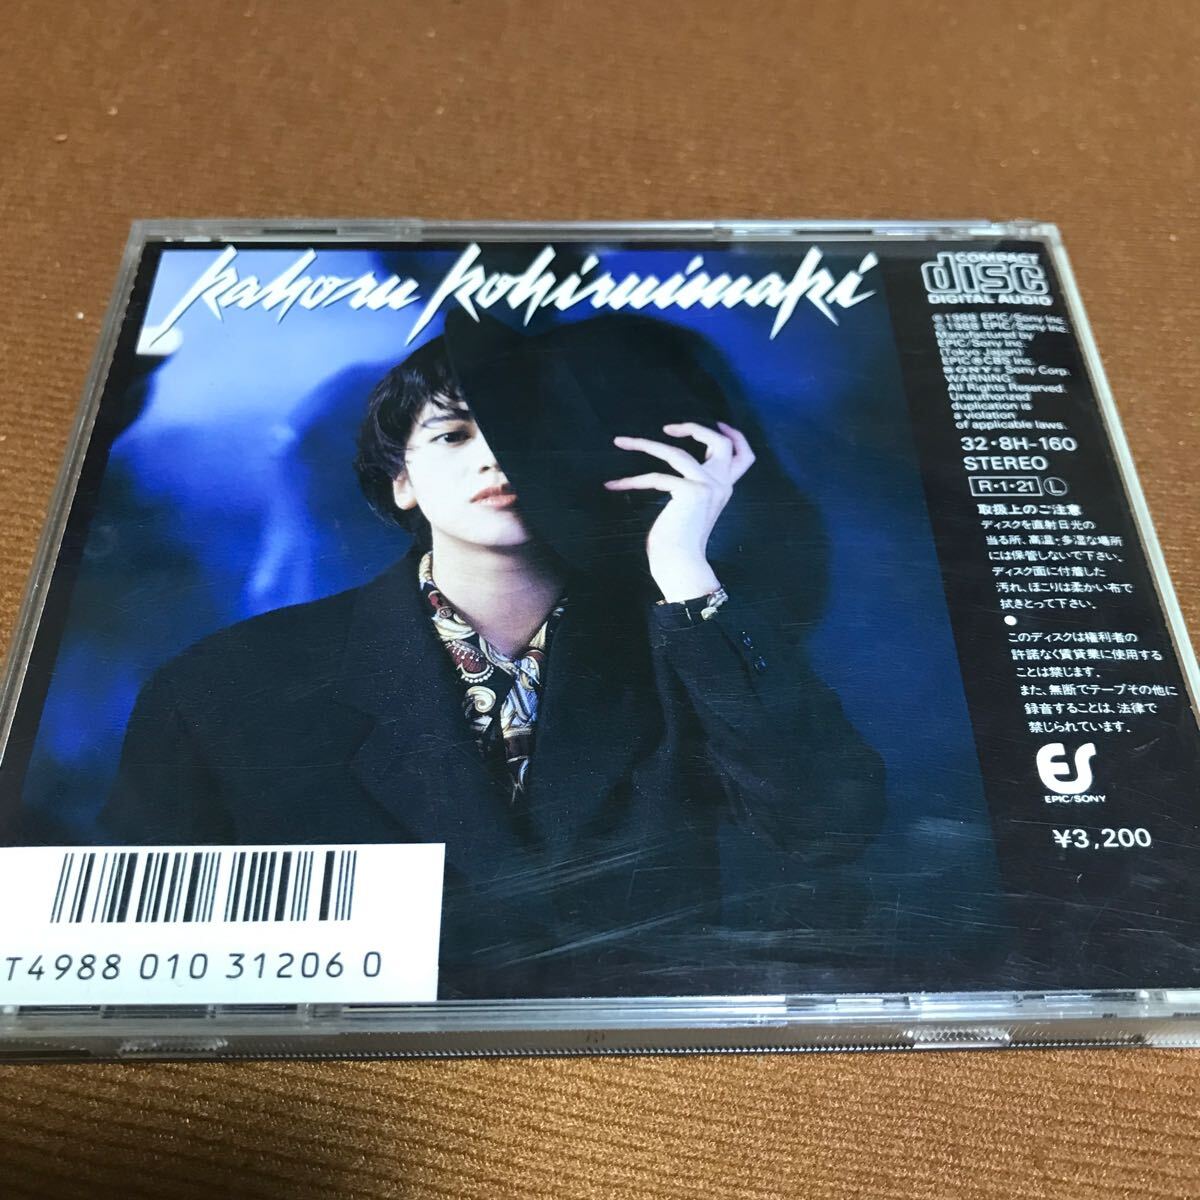 Kahoru Kohiruimaki
COMPACT
disc
DIGITAL AUDIO
℗1988 EPIC/Sony Inc.
©1988 EPIC/Sony Inc.
Manufactured by
EPIC/Sony Inc.
(Tokyo Japan)
EPIC®CBS Inc.
SONY® Sony Corp.
WARNING:
All Rights Reserved.
Unauthorized
duplication is
a violation
of applicable laws.
32・8H-160
STEREO
R・1・21 Ⓛ
取扱上のご注意
ディスクを直射日光の
当る所、高温・多湿な場所
には保管しないで下さい。
ディスク面に付着した
汚れ、ほこりは柔かい布で
拭きとって下さい。
●
このディスクは権利者の
許諾なく賃貸業に使用する
ことは禁じます。
また、無断でテープその他に
録音することは、法律で
禁じられています。
ES
EPIC/SONY
¥3,200
T4988 010 31206 0